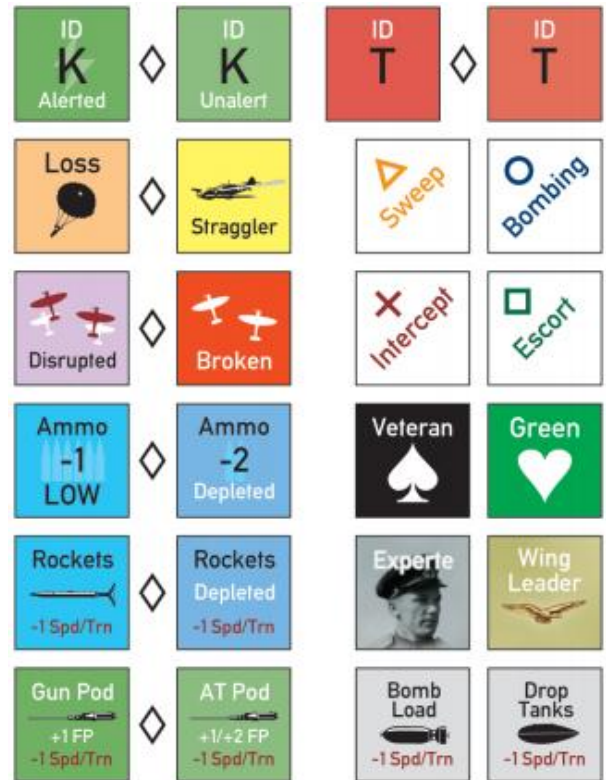 ID
K
Alerted
ID
K
Unalert
ID
T
ID
T
Loss
Straggler
Sweep
Bombing
Disrupted
Broken
Intercept
Escort
Ammo
-1
LOW
Ammo
-2
Depleted
Veteran
Green
Rockets
-1 Spd/Trn
Rockets
Depleted
-1 Spd/Trn
Experte
Wing
Leader
Gun Pod
+1 FP
-1 Spd/Trn
AT Pod
+1/+2 FP
-1 Spd/Trn
Bomb
Load
-1 Spd/Trn
Drop
Tanks
-1 Spd/Trn